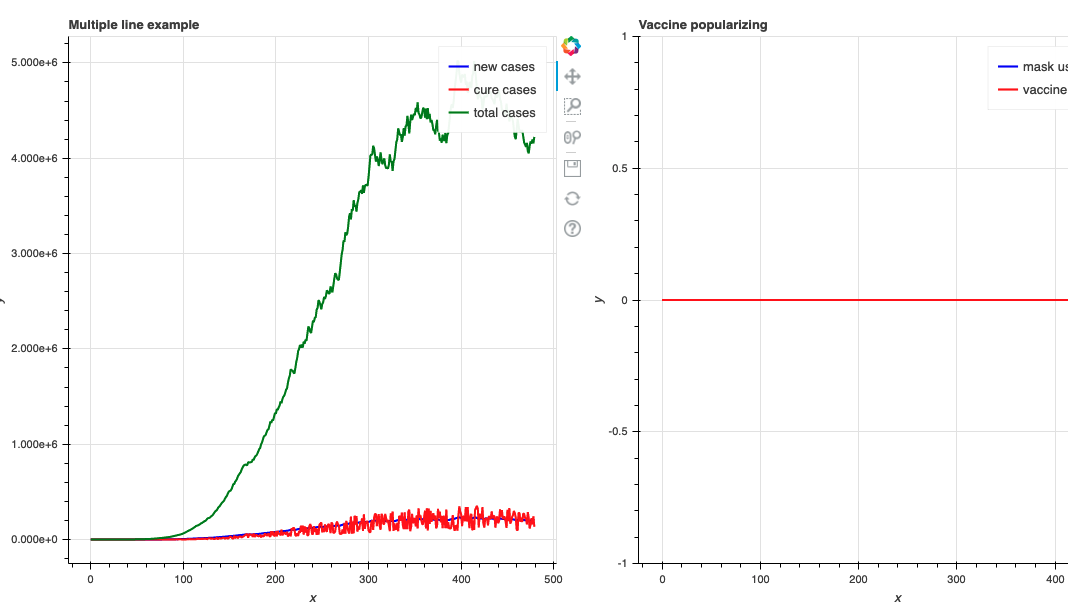 Multiple line example
new cases
cure cases
total cases
5.000e+6
4.000e+6
3.000e+6
2.000e+6
1.000e+6
0.000e+0
0 100 200 300 400 500
x
Vaccine popularizing
mask us
vaccine
1
0.5
0
-0.5
-1
y
0 100 200 300 400
x